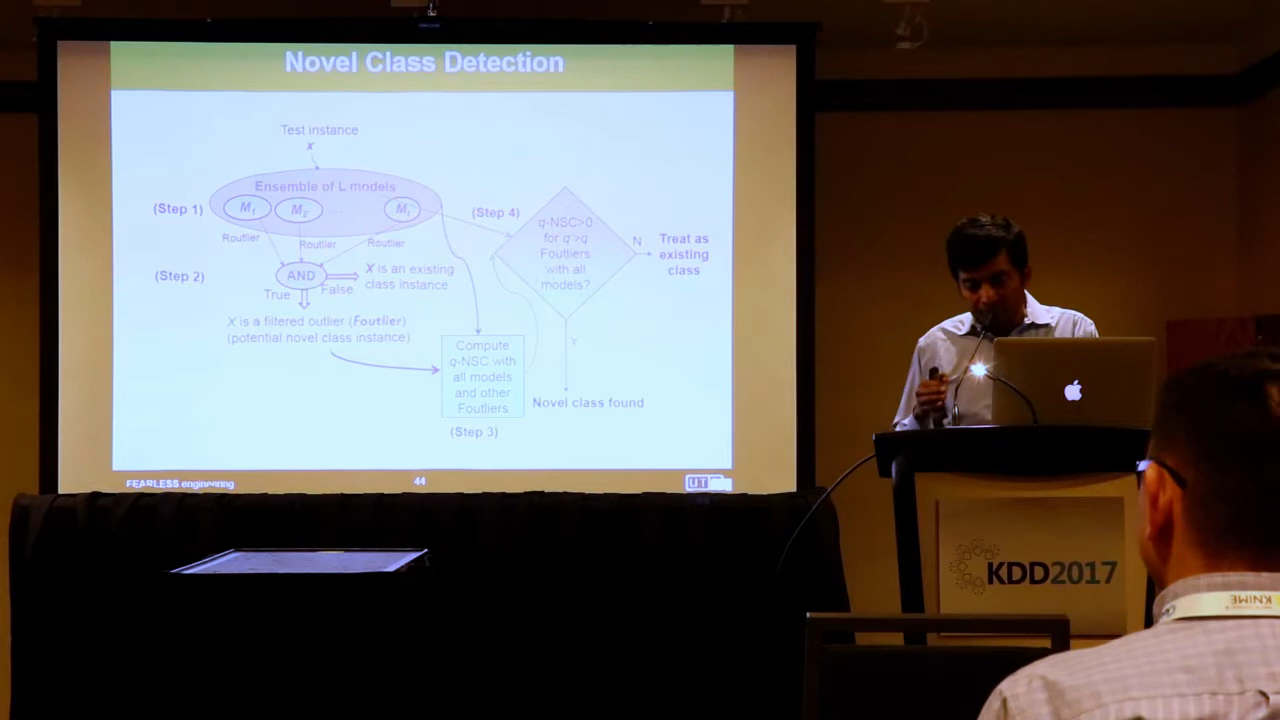 Novel Class Detection
Test instance
x
Ensemble of L models
(Step 1)
M1
M2
....
(Step 4)
Routlier
Routlier
Routlier
q-NSC>0
for q'>q
Foutliers
with all
models?
N
Treat as
existing
class
(Step 2)
AND
X is an existing
class instance
True
False
X is a filtered outlier (Foutlier)
(potential novel class instance)
Compute
q-NSC with
all models
and other
Foutliers
Y
Novel class found
(Step 3)
FEARLESS engineering
44
KDD2017
KNIME